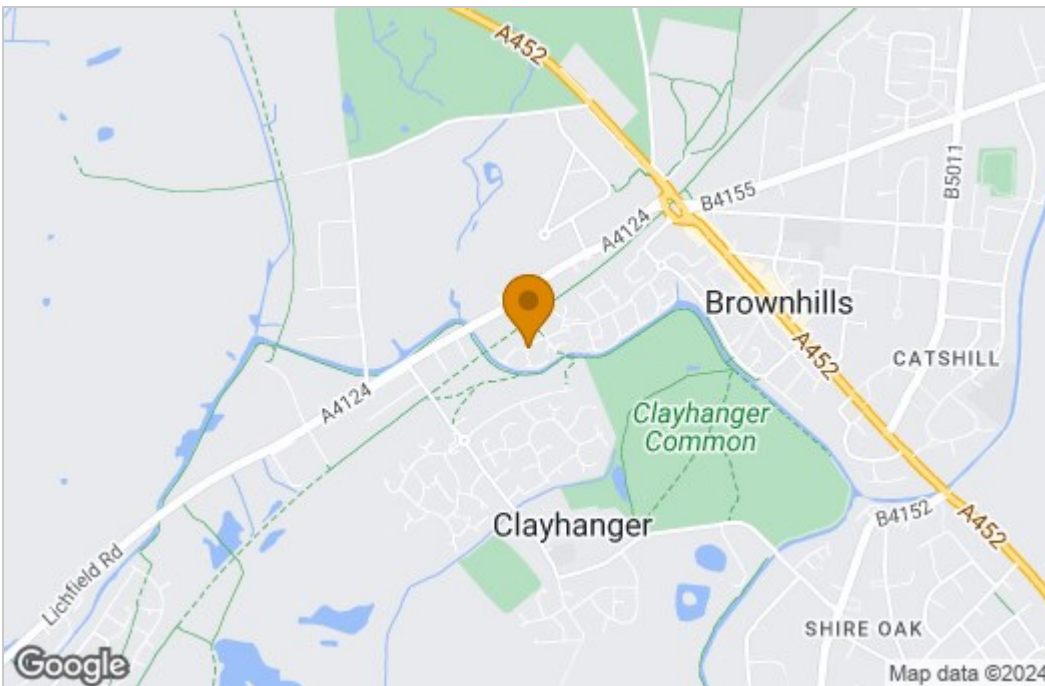 A452
B5011
B4155
A4124
Brownhills
CATSHILL
A452
A4124
Clayhanger
Common
Clayhanger
B4152
A452
Lichfield Rd
SHIRE OAK
Google
Map data ©2024